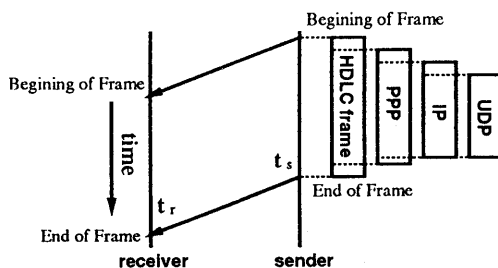 Begining of Frame
Begining of Frame
HDLC frame
PPP
IP
UDP
time
t s
t r
End of Frame
End of Frame
receiver
sender